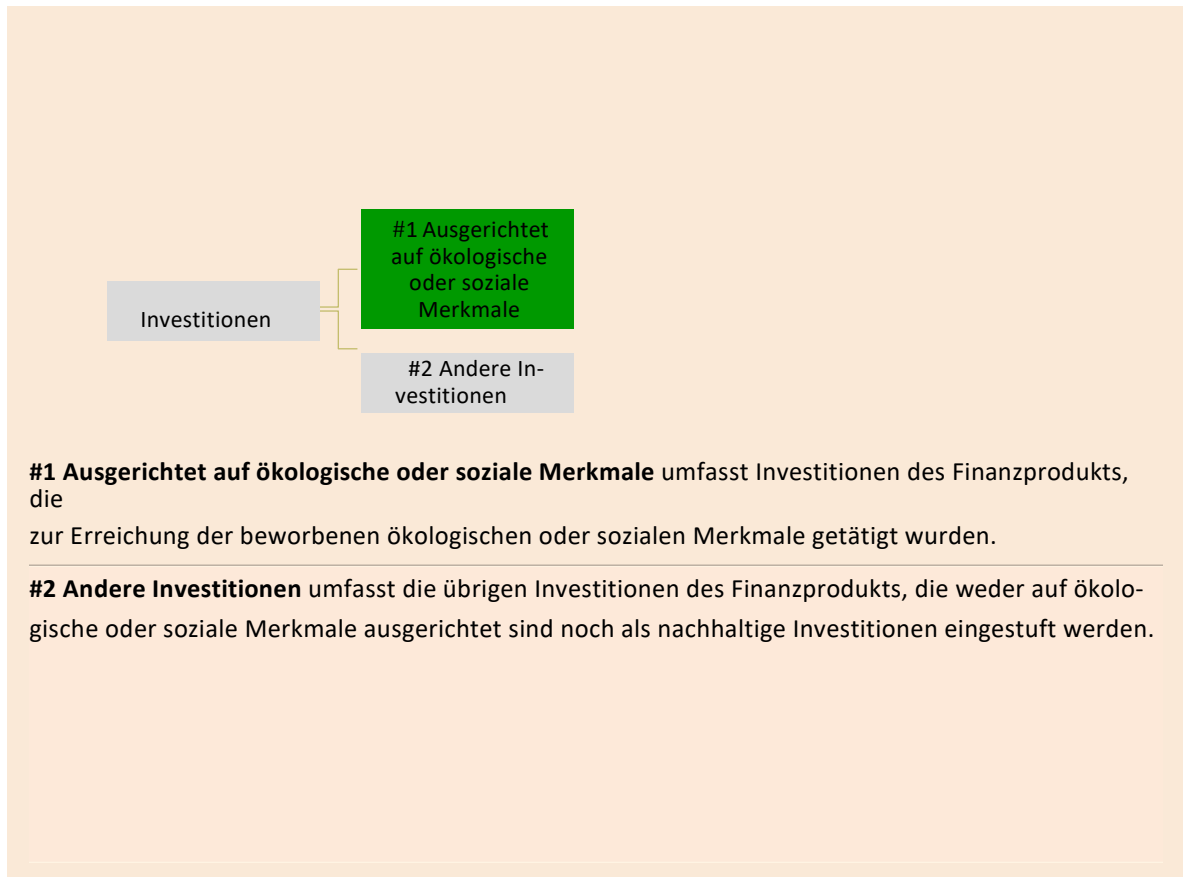 #1 Ausgerichtet
auf ökologische
oder soziale
Merkmale
Investitionen
#2 Andere In-
vestitionen
#1 Ausgerichtet auf ökologische oder soziale Merkmale umfasst Investitionen des Finanzprodukts,
die
zur Erreichung der beworbenen ökologischen oder sozialen Merkmale getätigt wurden.
#2 Andere Investitionen umfasst die übrigen Investitionen des Finanzprodukts, die weder auf ökolo-
gische oder soziale Merkmale ausgerichtet sind noch als nachhaltige Investitionen eingestuft werden.